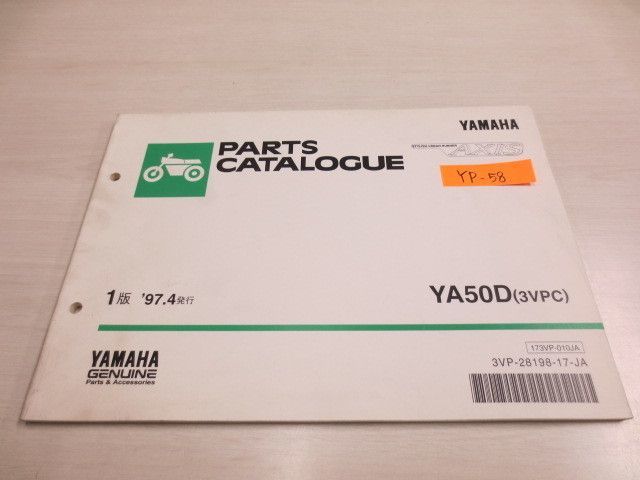 PARTS
CATALOGUE
YAMAHA
AXIS
YP-58
1版 '97.4発行
YA50D(3VPC)
YAMAHA
GENUINE
Parts & Accessories
173VP-010JA
3VP-28198-17-JA